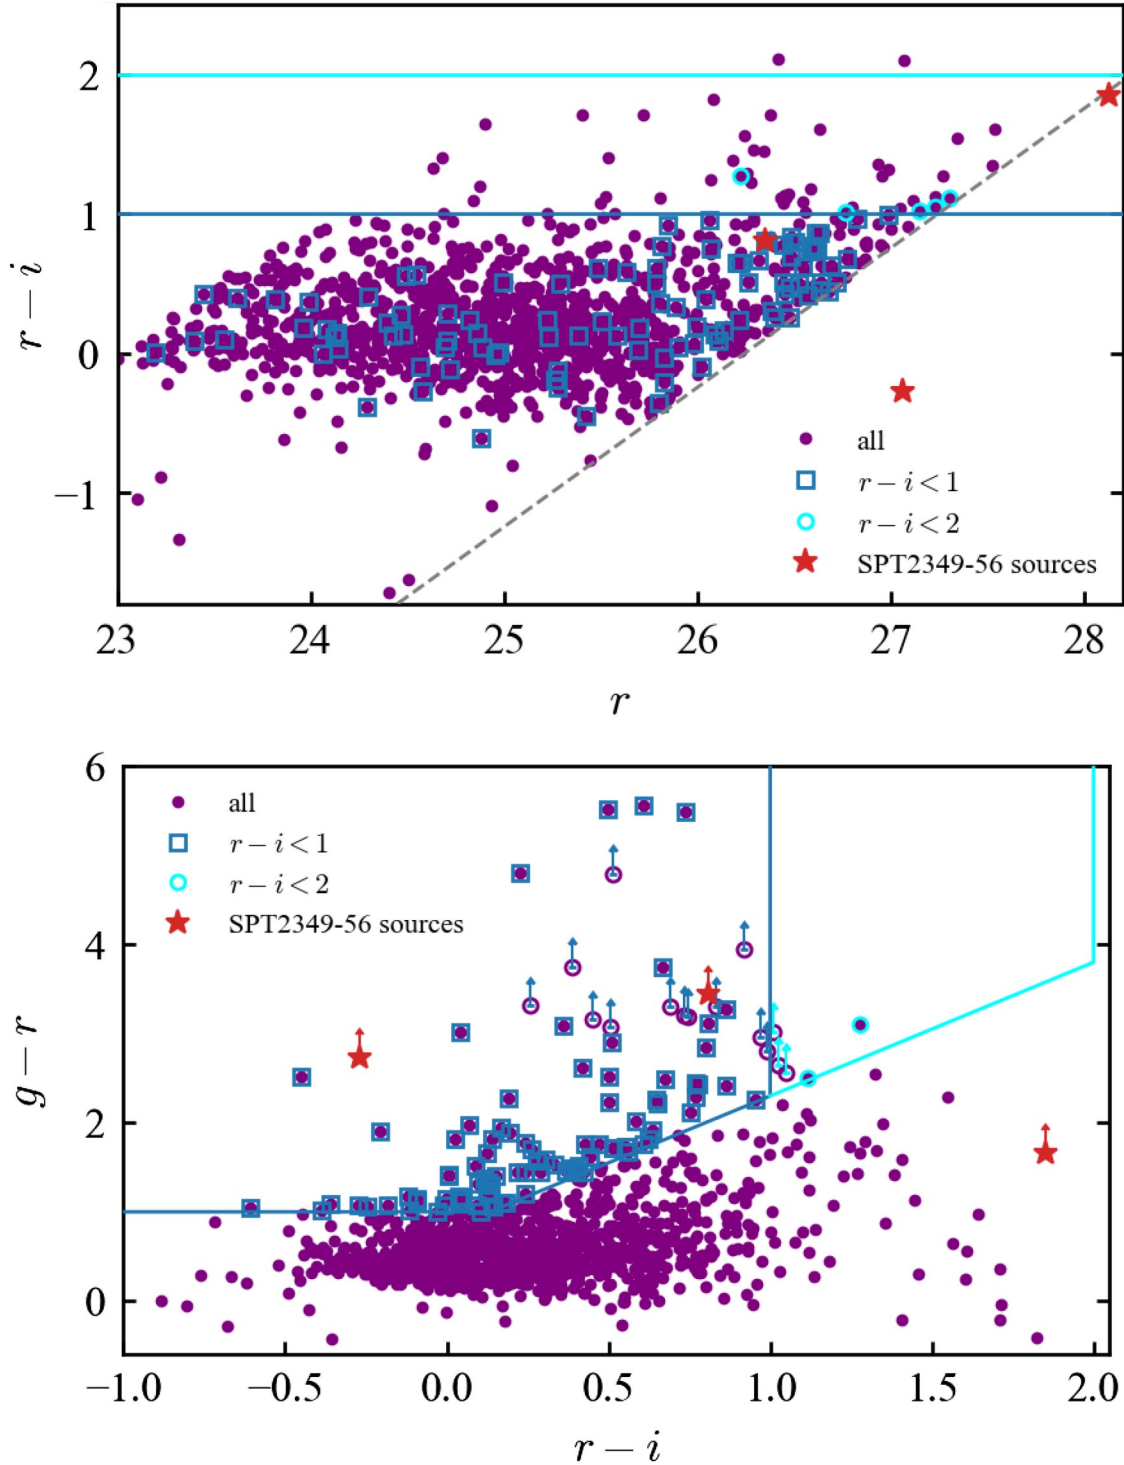 2
1
0
−1
r − i
all
r − i < 1
r − i < 2
SPT2349-56 sources
23 24 25 26 27 28
r
6
4
2
0
g − r
all
r − i < 1
r − i < 2
SPT2349-56 sources
−1.0 −0.5 0.0 0.5 1.0 1.5 2.0
r − i